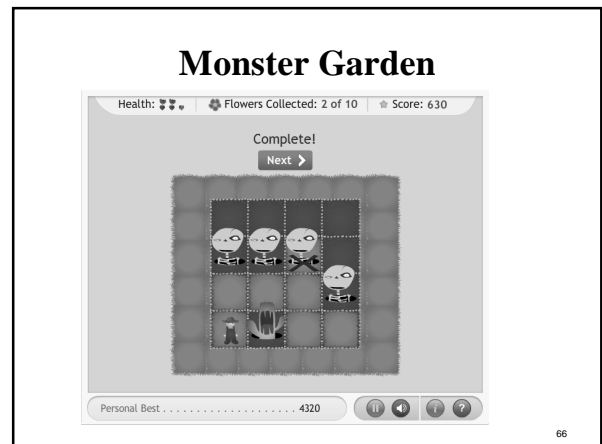 Monster Garden
Health: Flowers Collected: 2 of 10 Score: 630
Complete!
Next
Personal Best . . . . . . . . . . . . . . . . . . . . . 4320
i ?
66